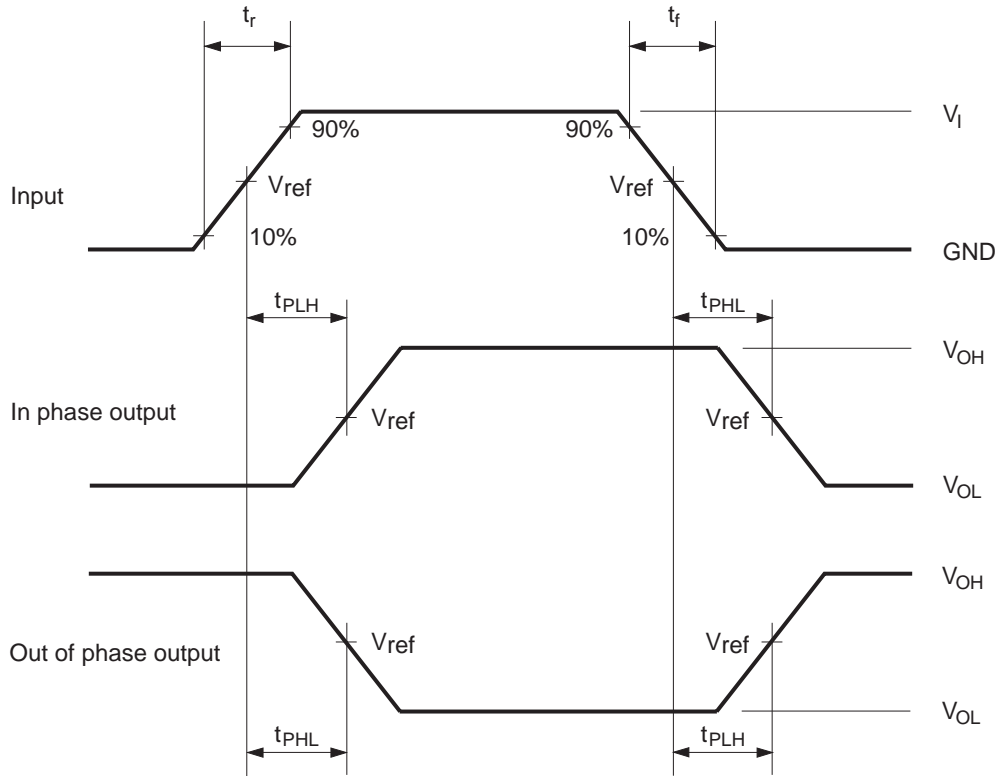 tr
tf
VI
90%
90%
Vref
Vref
Input
10%
10%
GND
tPLH
tPHL
VOH
In phase output
Vref
Vref
VOL
VOH
Out of phase output
Vref
Vref
VOL
tPHL
tPLH